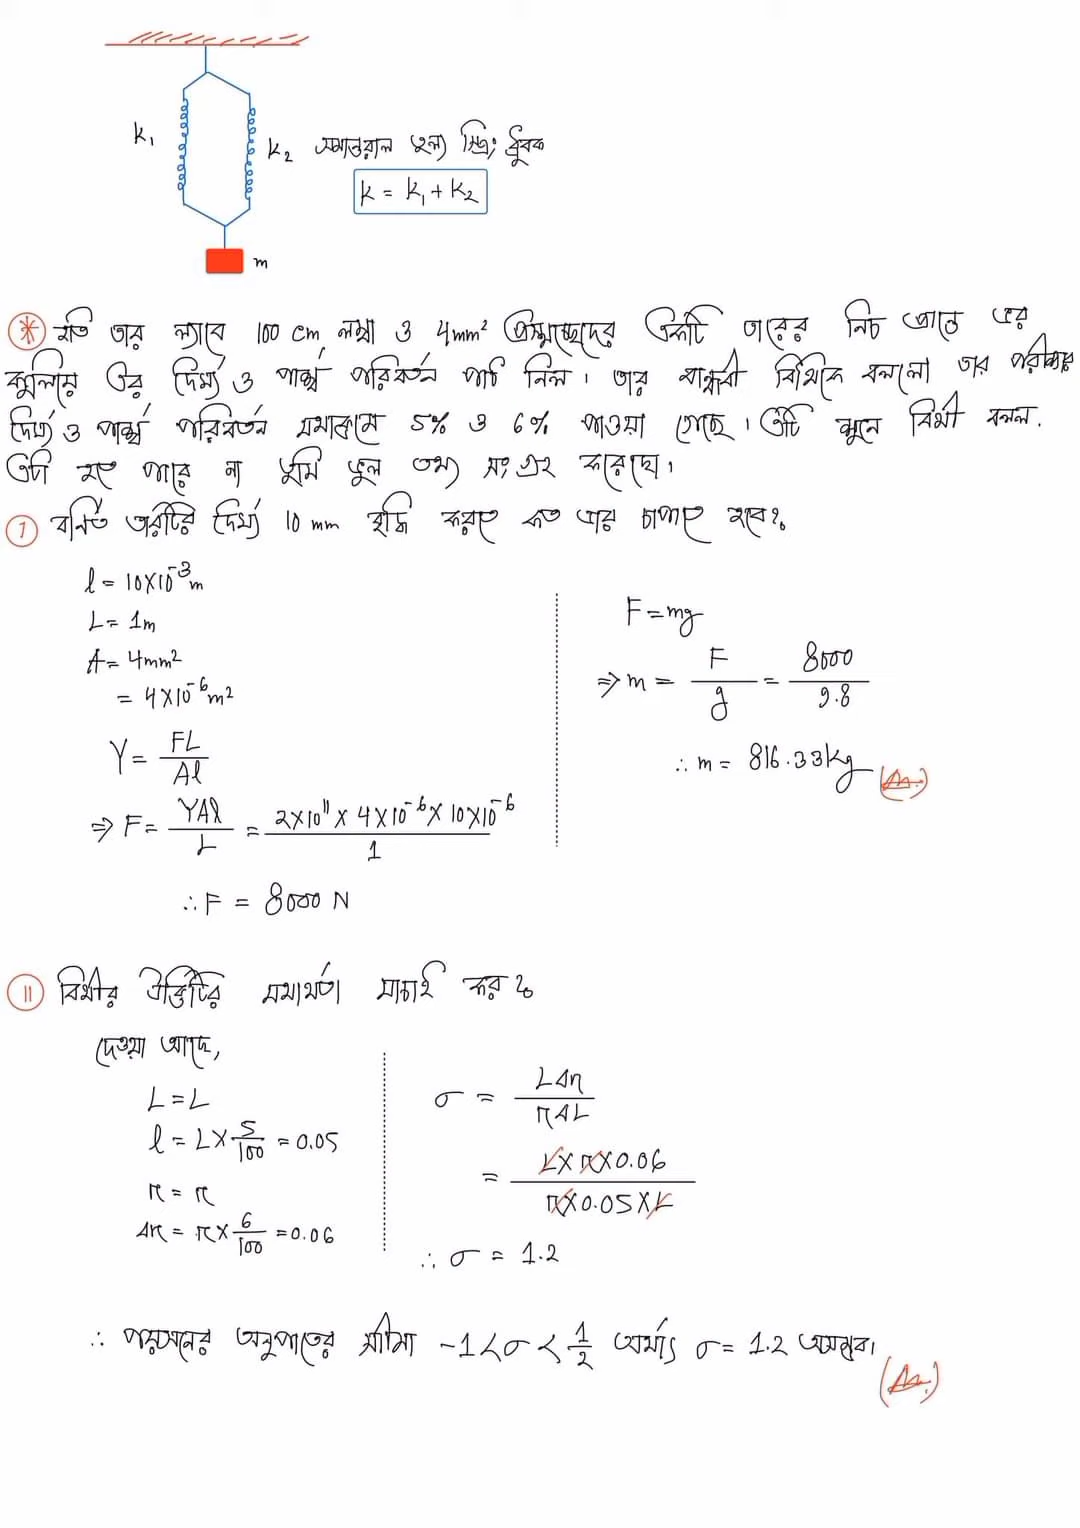 k₁
k₂ সমান্তরাল তুল্য স্প্রিং ধ্রুবক
k = k₁ + k₂
m
* তার ল্যাবে 100 cm লম্বা ও 4mm² প্রস্থচ্ছেদের একটি তারের নিচ প্রান্তে ভর
ঝুলিয়ে এর দৈর্ঘ্য ও পার্শ্ব পরিবর্তন পাঠ নিল। তার বান্ধবী বিথিকে বললো তার পরীক্ষায়
দৈর্ঘ্য ও পার্শ্ব পরিবর্তন যথাক্রমে 5% ও 6% পাওয়া গেছে। এটি শুনে বিথী বলল.
এটা হতে পারে না তুমি ভুল তথ্য সংগ্রহ করেছো।
I বর্নিত তারটির দৈর্ঘ্য 10 mm বৃদ্ধি করতে কত ভার চাপাতে হবে?
l = 10×10⁻³m
L = 1m
A = 4mm²
= 4×10⁻⁶m²
Y = FL/Al
⇒ F = YAl/L = 2×10¹¹ × 4×10⁻⁶ × 10×10⁻⁶/1
∴ F = 8000 N
F = mg
⇒ m = F/g = 8000/9.8
∴ m = 816.33kg (Ans.)
II বিথীর উক্তিটির যথার্থতা যাচাই কর?
দেওয়া আছে,
L = L
l = L × 5/100 = 0.05
r = r
Δr = r × 6/100 = 0.06
σ = LΔr/rΔL
= L × r × 0.06/r × 0.05 × L
∴ σ = 1.2
∴ পয়সনের অনুপাতের সীমা -1 < σ < 1/2 অর্থাৎ σ = 1.2 অসম্ভব।
(Ans.)